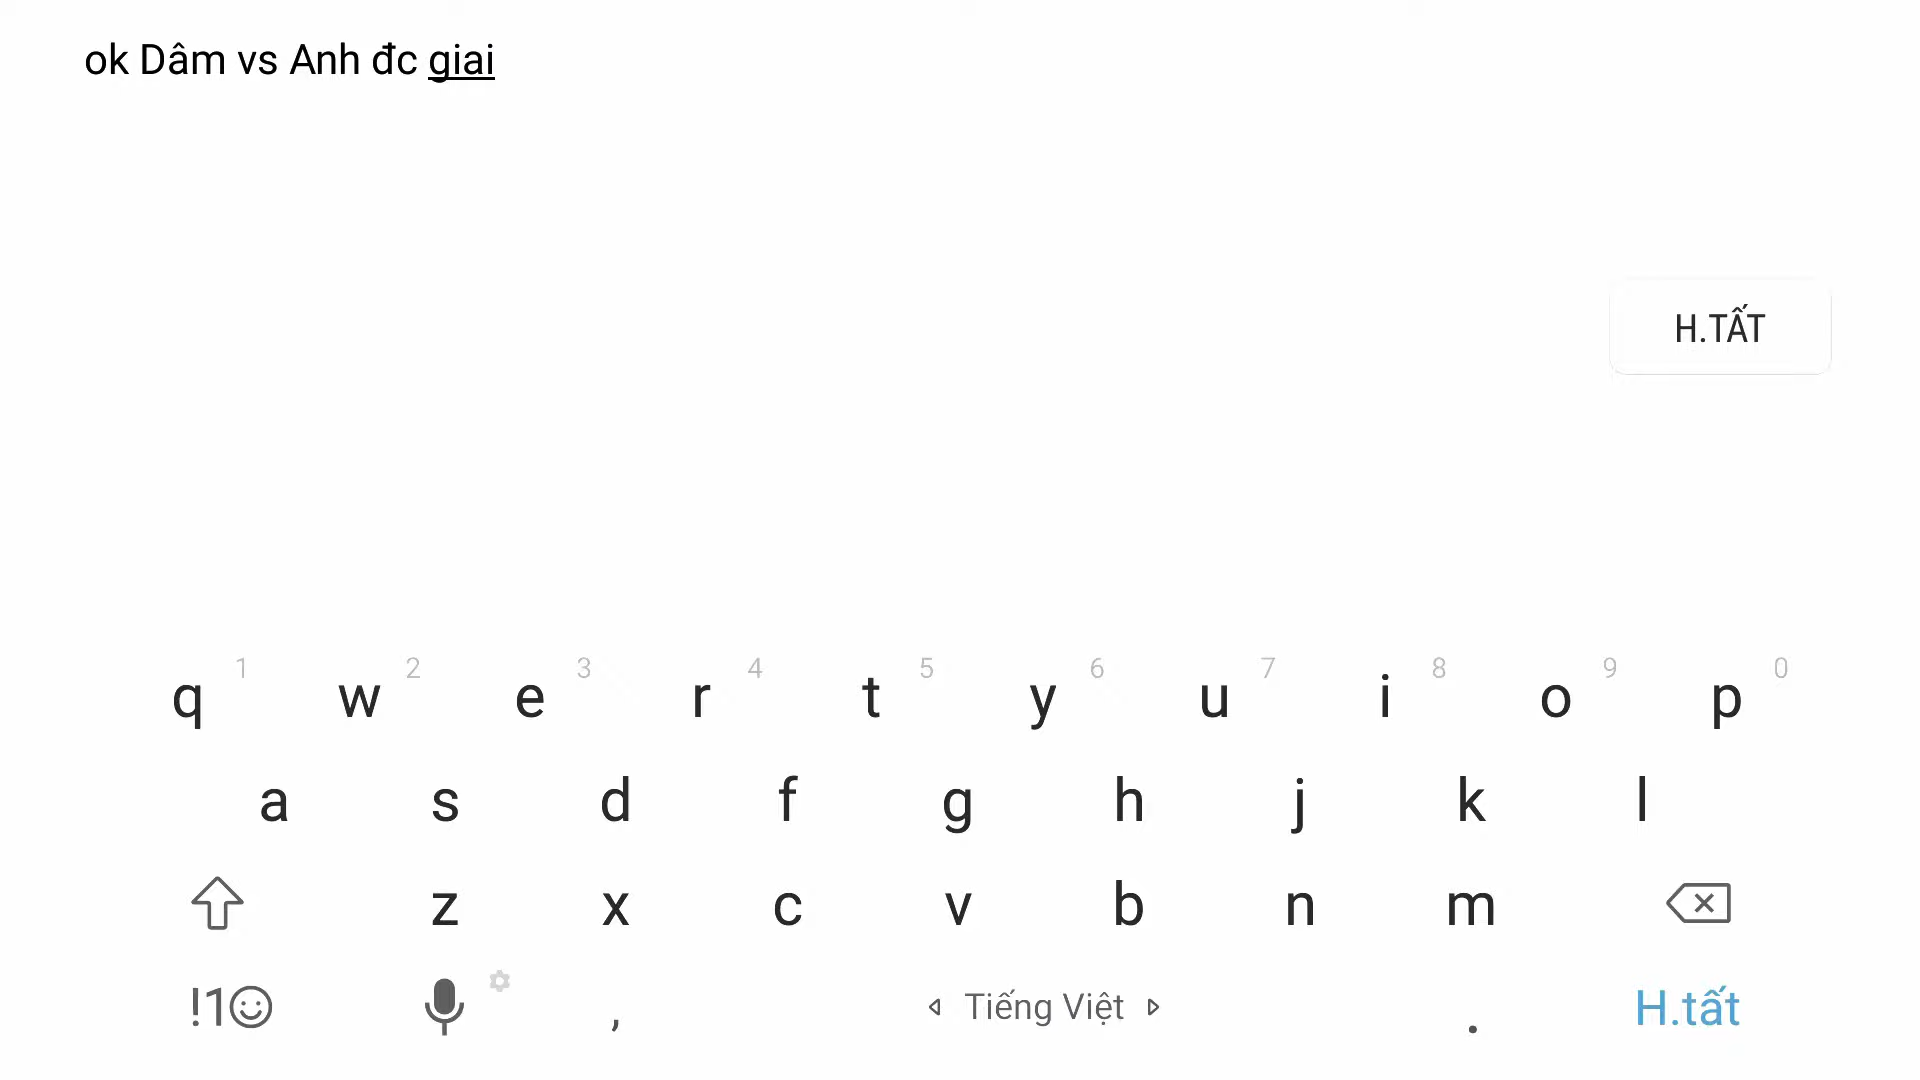 ok Dâm vs Anh đc giai
H.TẤT
1 2 3 4 5 6 7 8 9 0
q w e r t y u i o p
a s d f g h j k l
z x c v b n m
!1☺ , Tiếng Việt . H.tất